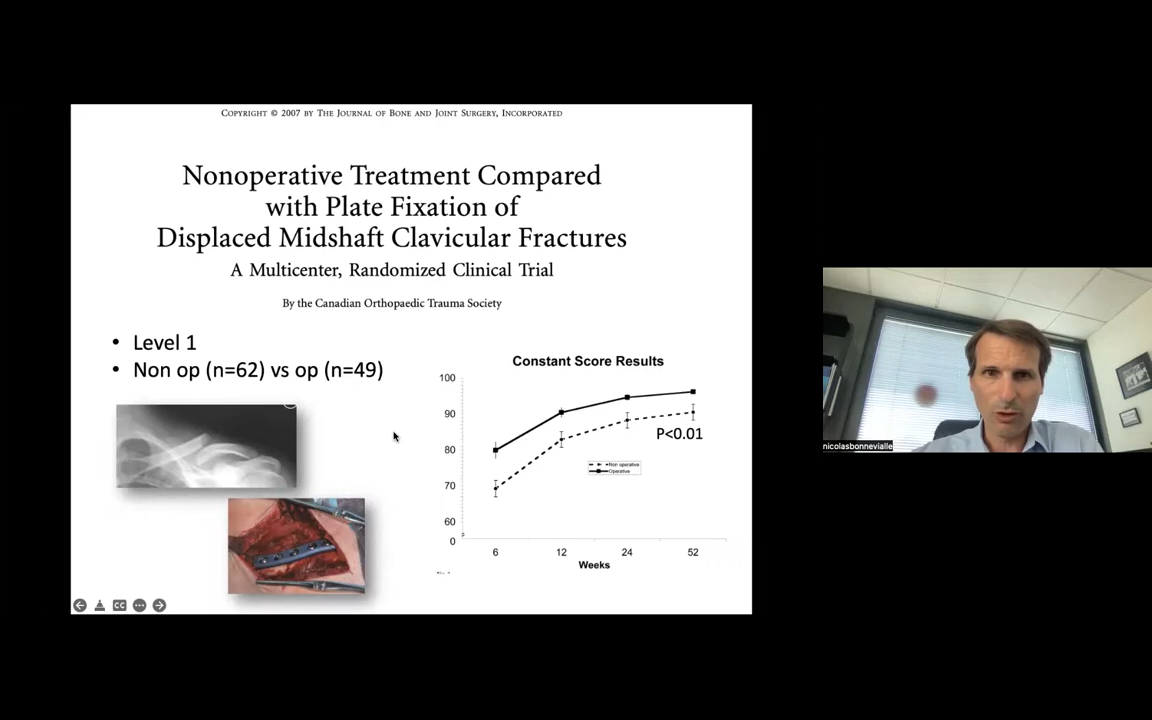 COPYRIGHT © 2007 BY THE JOURNAL OF BONE AND JOINT SURGERY, INCORPORATED
Nonoperative Treatment Compared
with Plate Fixation of
Displaced Midshaft Clavicular Fractures
A Multicenter, Randomized Clinical Trial
By the Canadian Orthopaedic Trauma Society
• Level 1
• Non op (n=62) vs op (n=49)
Constant Score Results
100
90
80
70
60
0
P<0.01
Non operative
Operative
6 12 24 52
Weeks
CC
nicolasbonnevialle